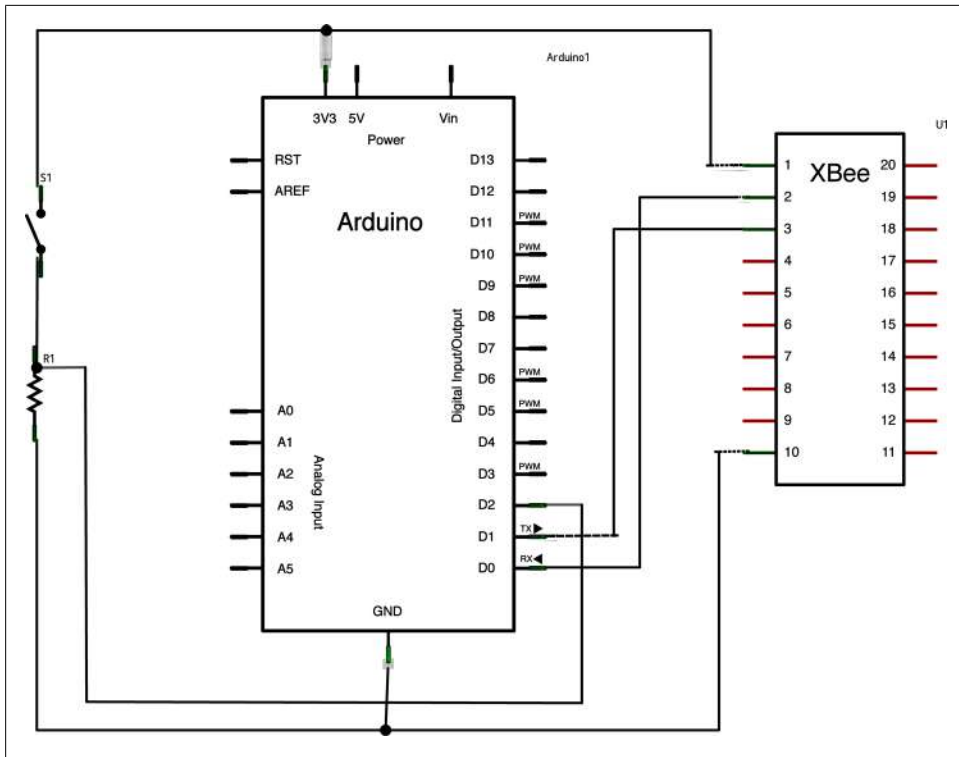 Arduino1
3V3 5V Vin
Power
U1
RST D13
AREF D12
Arduino
D11 PWM
D10 PWM
D9 PWM
D8
D7
D6 PWM
A0 D5 PWM
A1 D4
A2 D3 PWM
A3 D2
A4 D1 TX
A5 D0 RX
Analog Input
Digital Input/Output
GND
S1
R1
XBee
1 20
2 19
3 18
4 17
5 16
6 15
7 14
8 13
9 12
10 11